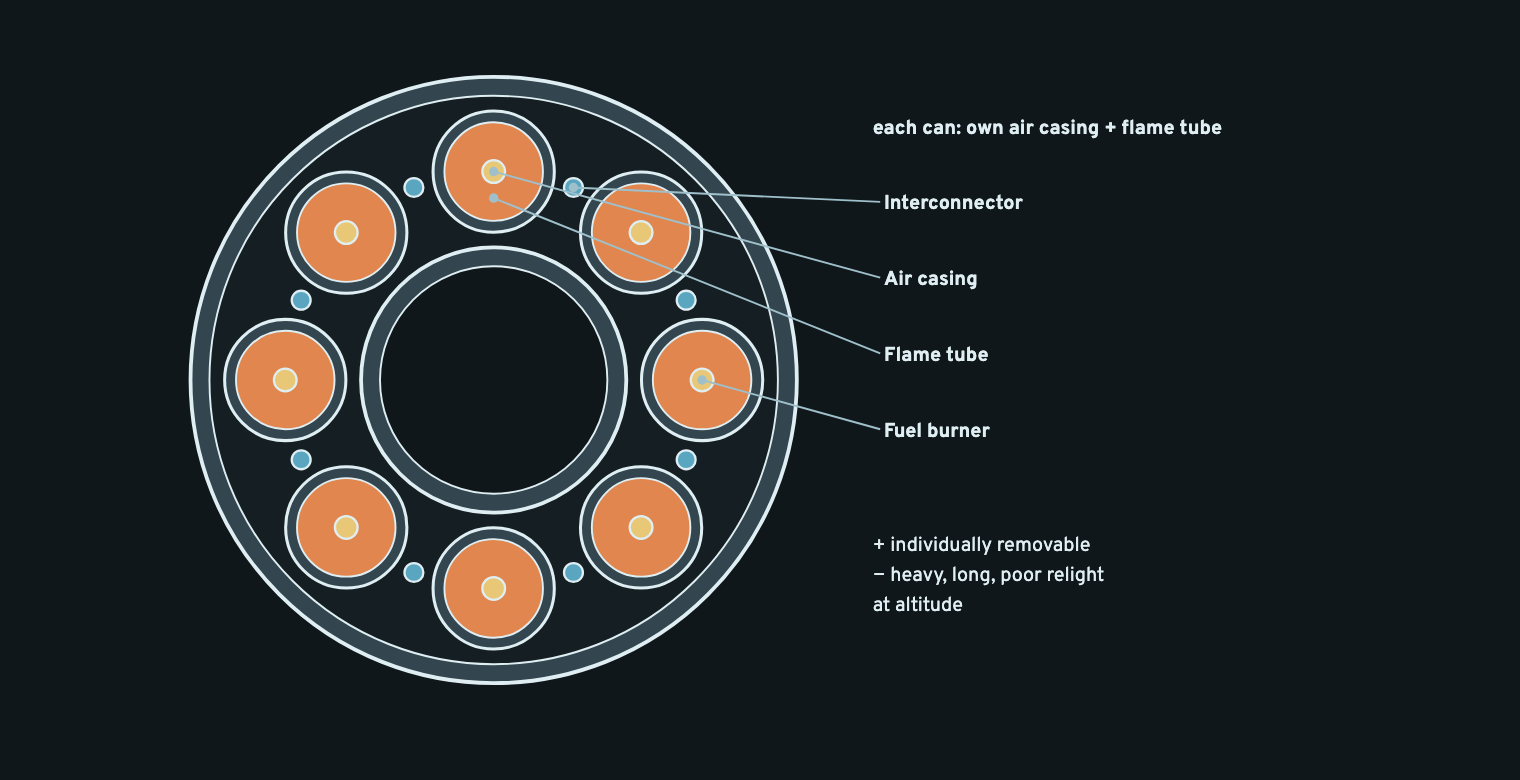 each can: own air casing + flame tube
Interconnector
Air casing
Flame tube
Fuel burner
+ individually removable
– heavy, long, poor relight
at altitude